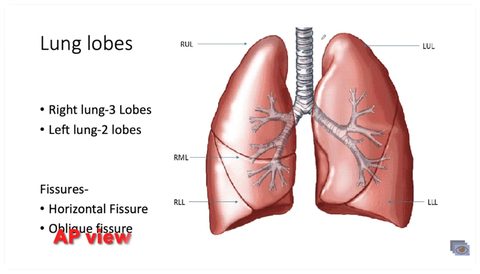 Lung lobes
• Right lung-3 Lobes
• Left lung-2 lobes
Fissures-
• Horizontal Fissure
• Oblique fissure
AP view
RUL
LUL
RML
RLL
LLL